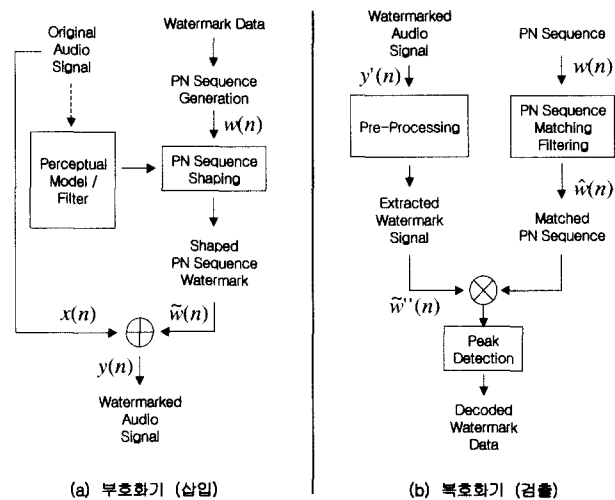 Original
Audio
Signal
Watermark Data
PN Sequence
Generation
w(n)
Perceptual
Model /
Filter
PN Sequence
Shaping
Shaped
PN Sequence
Watermark
x(n)
w̃(n)
y(n)
Watermarked
Audio
Signal
(a) 부호화기 (삽입)
Watermarked
Audio
Signal
y'(n)
PN Sequence
w(n)
Pre-Processing
PN Sequence
Matching
Filtering
ŵ(n)
Extracted
Watermark
Signal
Matched
PN Sequence
w̃''(n)
Peak
Detection
Decoded
Watermark
Data
(b) 복호화기 (검출)